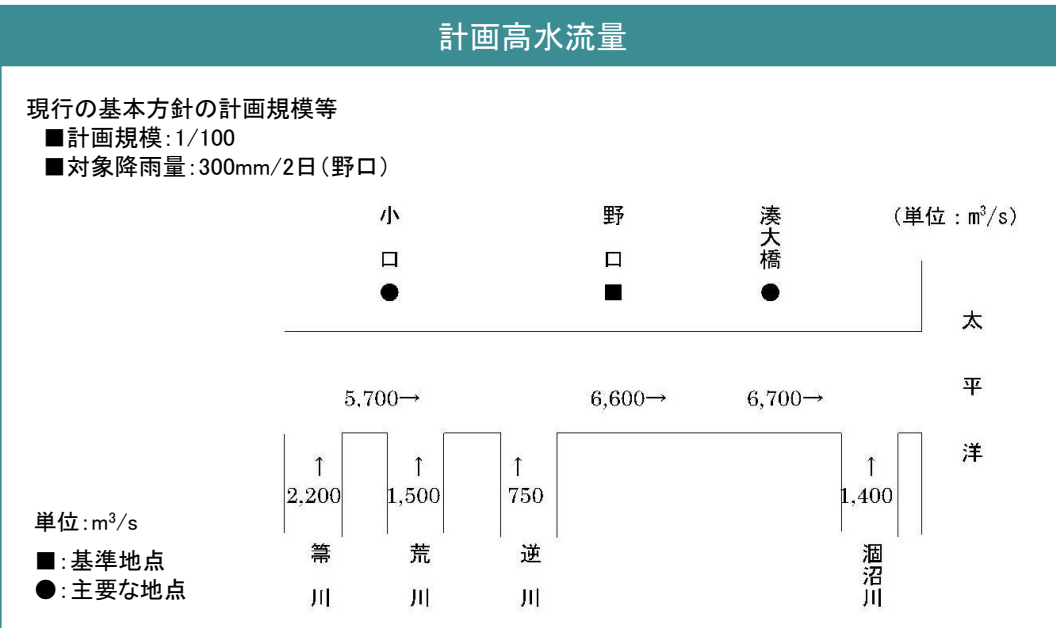 計画高水流量
現行の基本方針の計画規模等
■計画規模:1/100
■対象降雨量:300mm/2日(野口)
小口
野口
湊大橋
(単位:m³/s)
●
■
●
太平洋
5,700→
6,600→
6,700→
↑
↑
↑
↑
2,200
1,500
750
1,400
単位:m³/s
■:基準地点
●:主要な地点
箒川
荒川
逆川
涸沼川